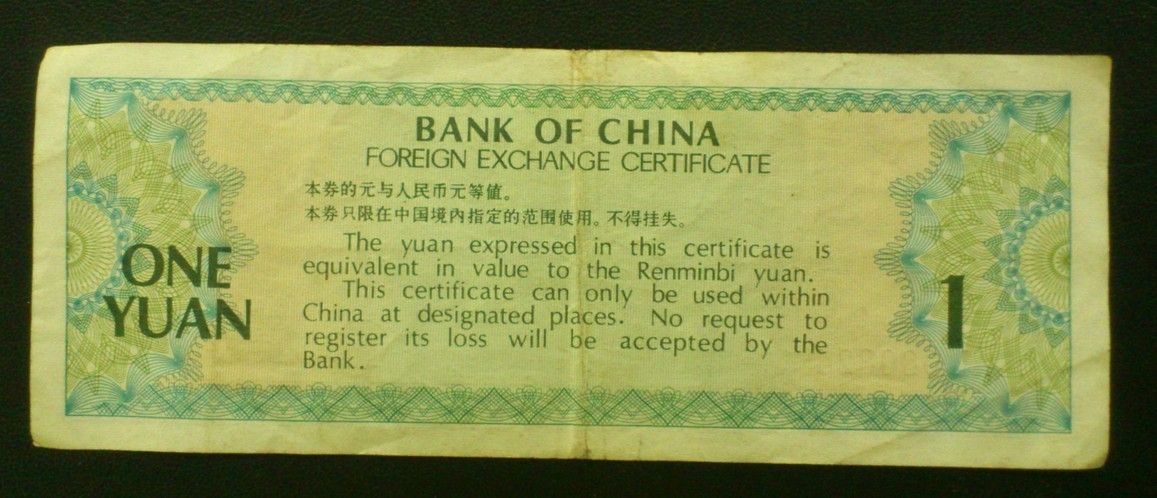 BANK OF CHINA
FOREIGN EXCHANGE CERTIFICATE
本券的元与人民币元等值。
本券只限在中国境内指定的范围使用。不得挂失。
The yuan expressed in this certificate is
equivalent in value to the Renminbi yuan.
This certificate can only be used within
China at designated places. No request to
register its loss will be accepted by the
Bank.
ONE
YUAN
1